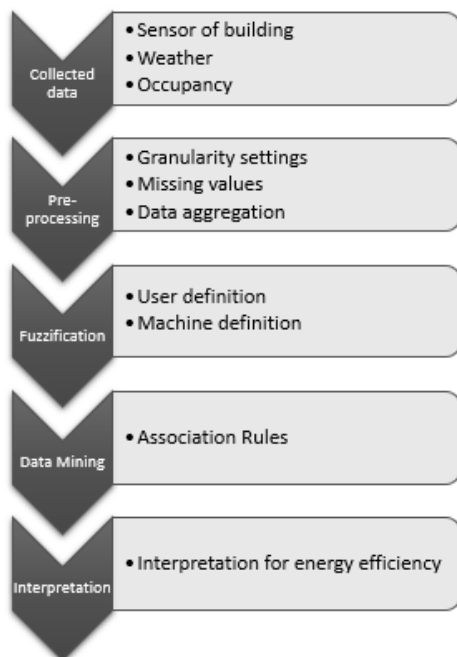 Collected
data
• Sensor of building
• Weather
• Occupancy
Pre-
processing
• Granularity settings
• Missing values
• Data aggregation
Fuzzification
• User definition
• Machine definition
Data Mining
• Association Rules
Interpretation
• Interpretation for energy efficiency